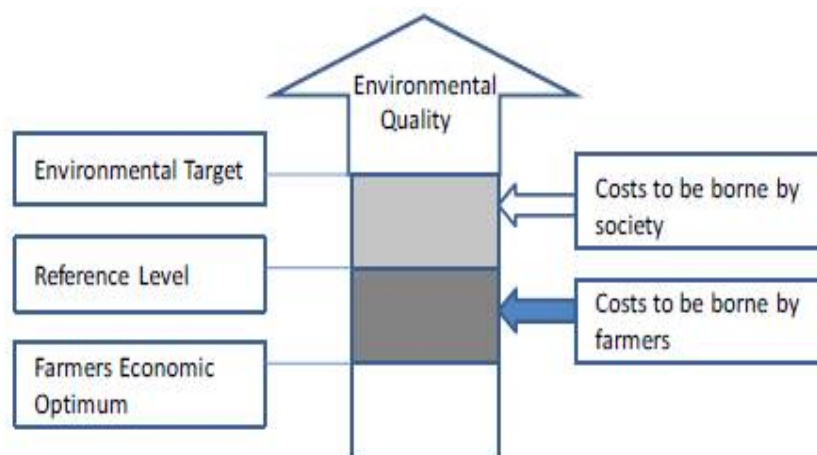 Environmental
Quality
Environmental Target
Reference Level
Farmers Economic
Optimum
Costs to be borne by
society
Costs to be borne by
farmers